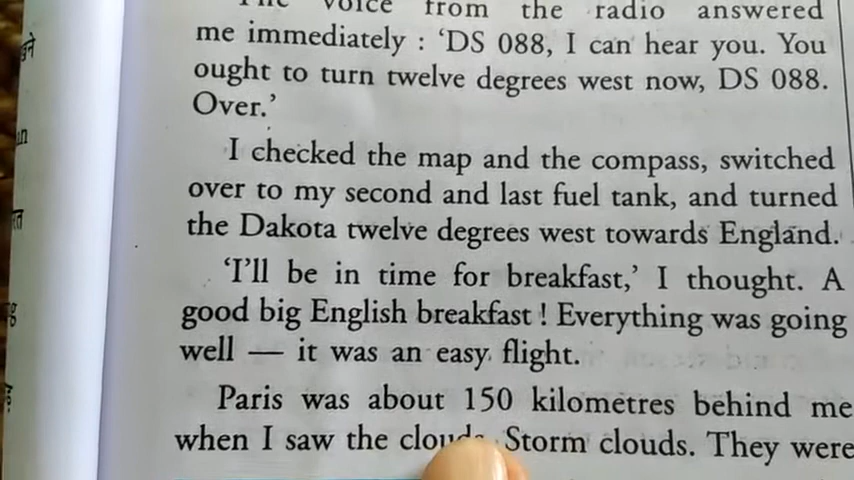 The voice from the radio answered
me immediately : ‘DS 088, I can hear you. You
ought to turn twelve degrees west now, DS 088.
Over.’
I checked the map and the compass, switched
over to my second and last fuel tank, and turned
the Dakota twelve degrees west towards England.
‘I’ll be in time for breakfast,’ I thought. A
good big English breakfast ! Everything was going
well — it was an easy flight.
Paris was about 150 kilometres behind me
when I saw the clouds. Storm clouds. They were